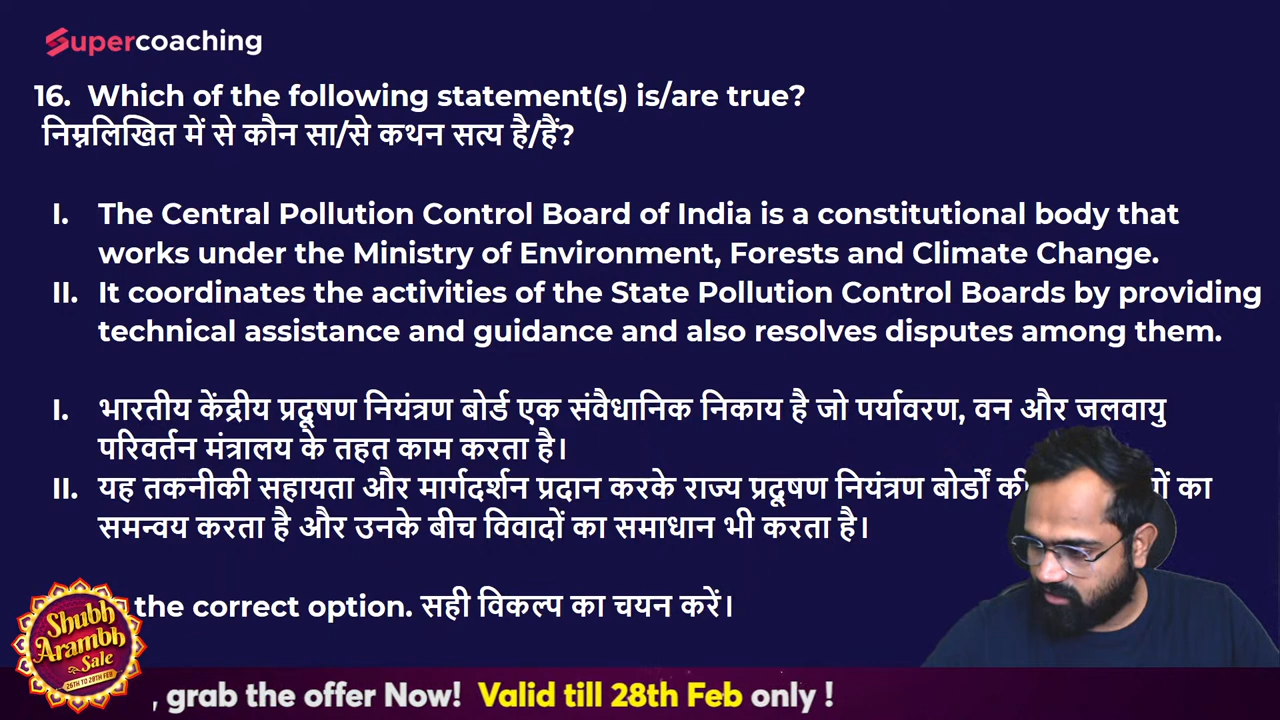 Supercoaching
16. Which of the following statement(s) is/are true?
निम्नलिखित में से कौन सा/से कथन सत्य है/हैं?
I. The Central Pollution Control Board of India is a constitutional body that
works under the Ministry of Environment, Forests and Climate Change.
II. It coordinates the activities of the State Pollution Control Boards by providing
technical assistance and guidance and also resolves disputes among them.
I. भारतीय केंद्रीय प्रदूषण नियंत्रण बोर्ड एक संवैधानिक निकाय है जो पर्यावरण, वन और जलवायु
परिवर्तन मंत्रालय के तहत काम करता है।
II. यह तकनीकी सहायता और मार्गदर्शन प्रदान करके राज्य प्रदूषण नियंत्रण बोर्डों की का
समन्वय करता है और उनके बीच विवादों का समाधान भी करता है।
the correct option. सही विकल्प का चयन करें।
Shubh
Arambh
Sale
26TH TO 28TH FEB
, grab the offer Now! Valid till 28th Feb only !